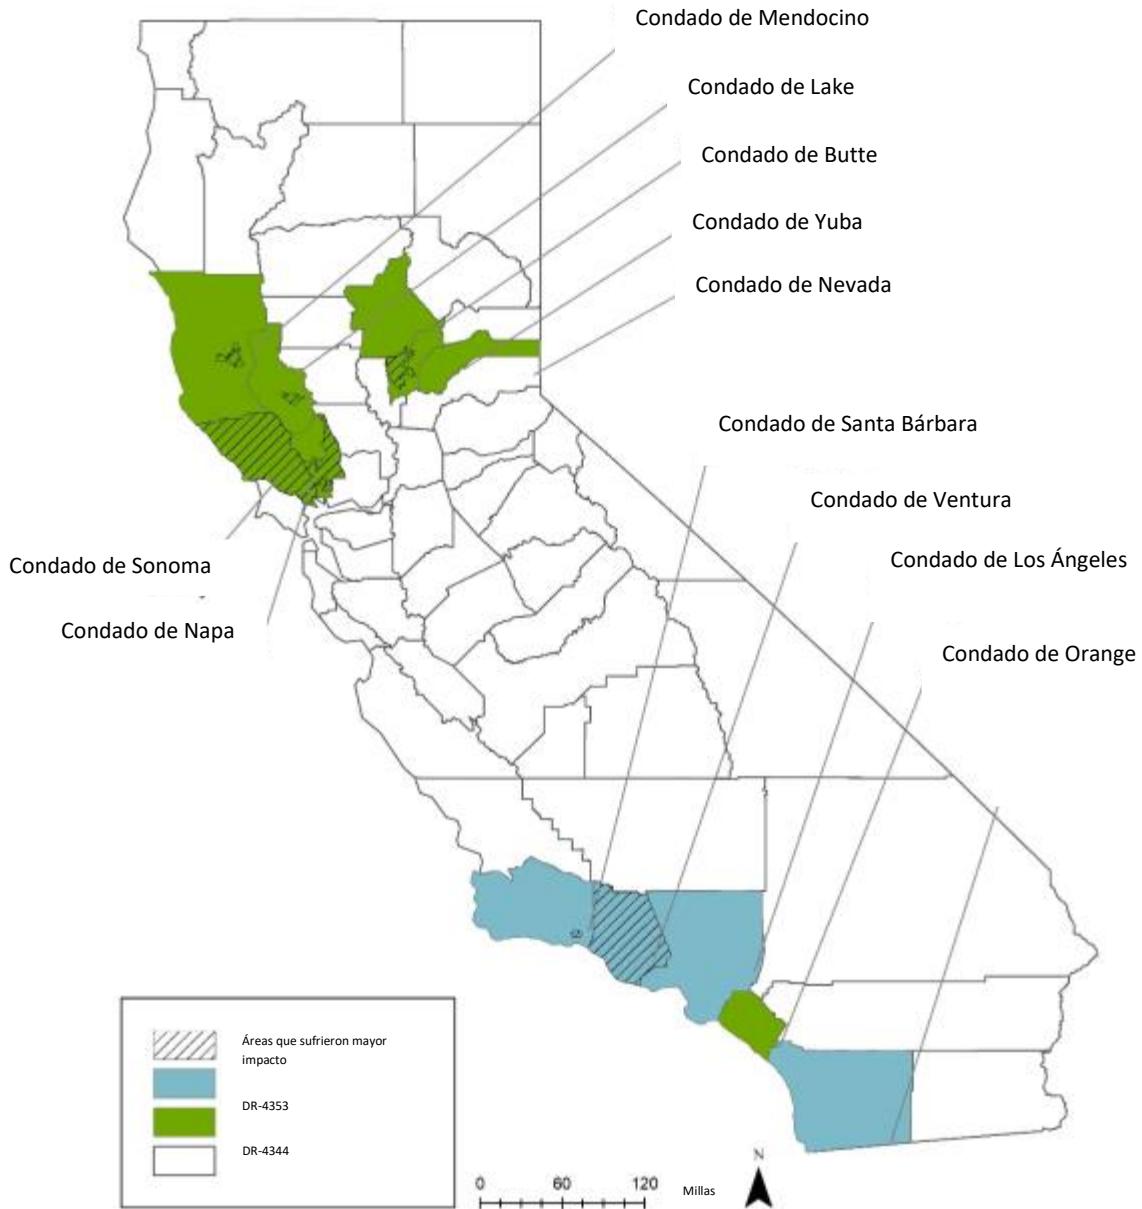 Condado de Mendocino
Condado de Lake
Condado de Butte
Condado de Yuba
Condado de Nevada
Condado de Santa Bárbara
Condado de Ventura
Condado de Los Ángeles
Condado de Sonoma
Condado de Napa
Condado de Orange
Áreas que sufrieron mayor
impacto
DR-4353
DR-4344
0 60 120 Millas
N